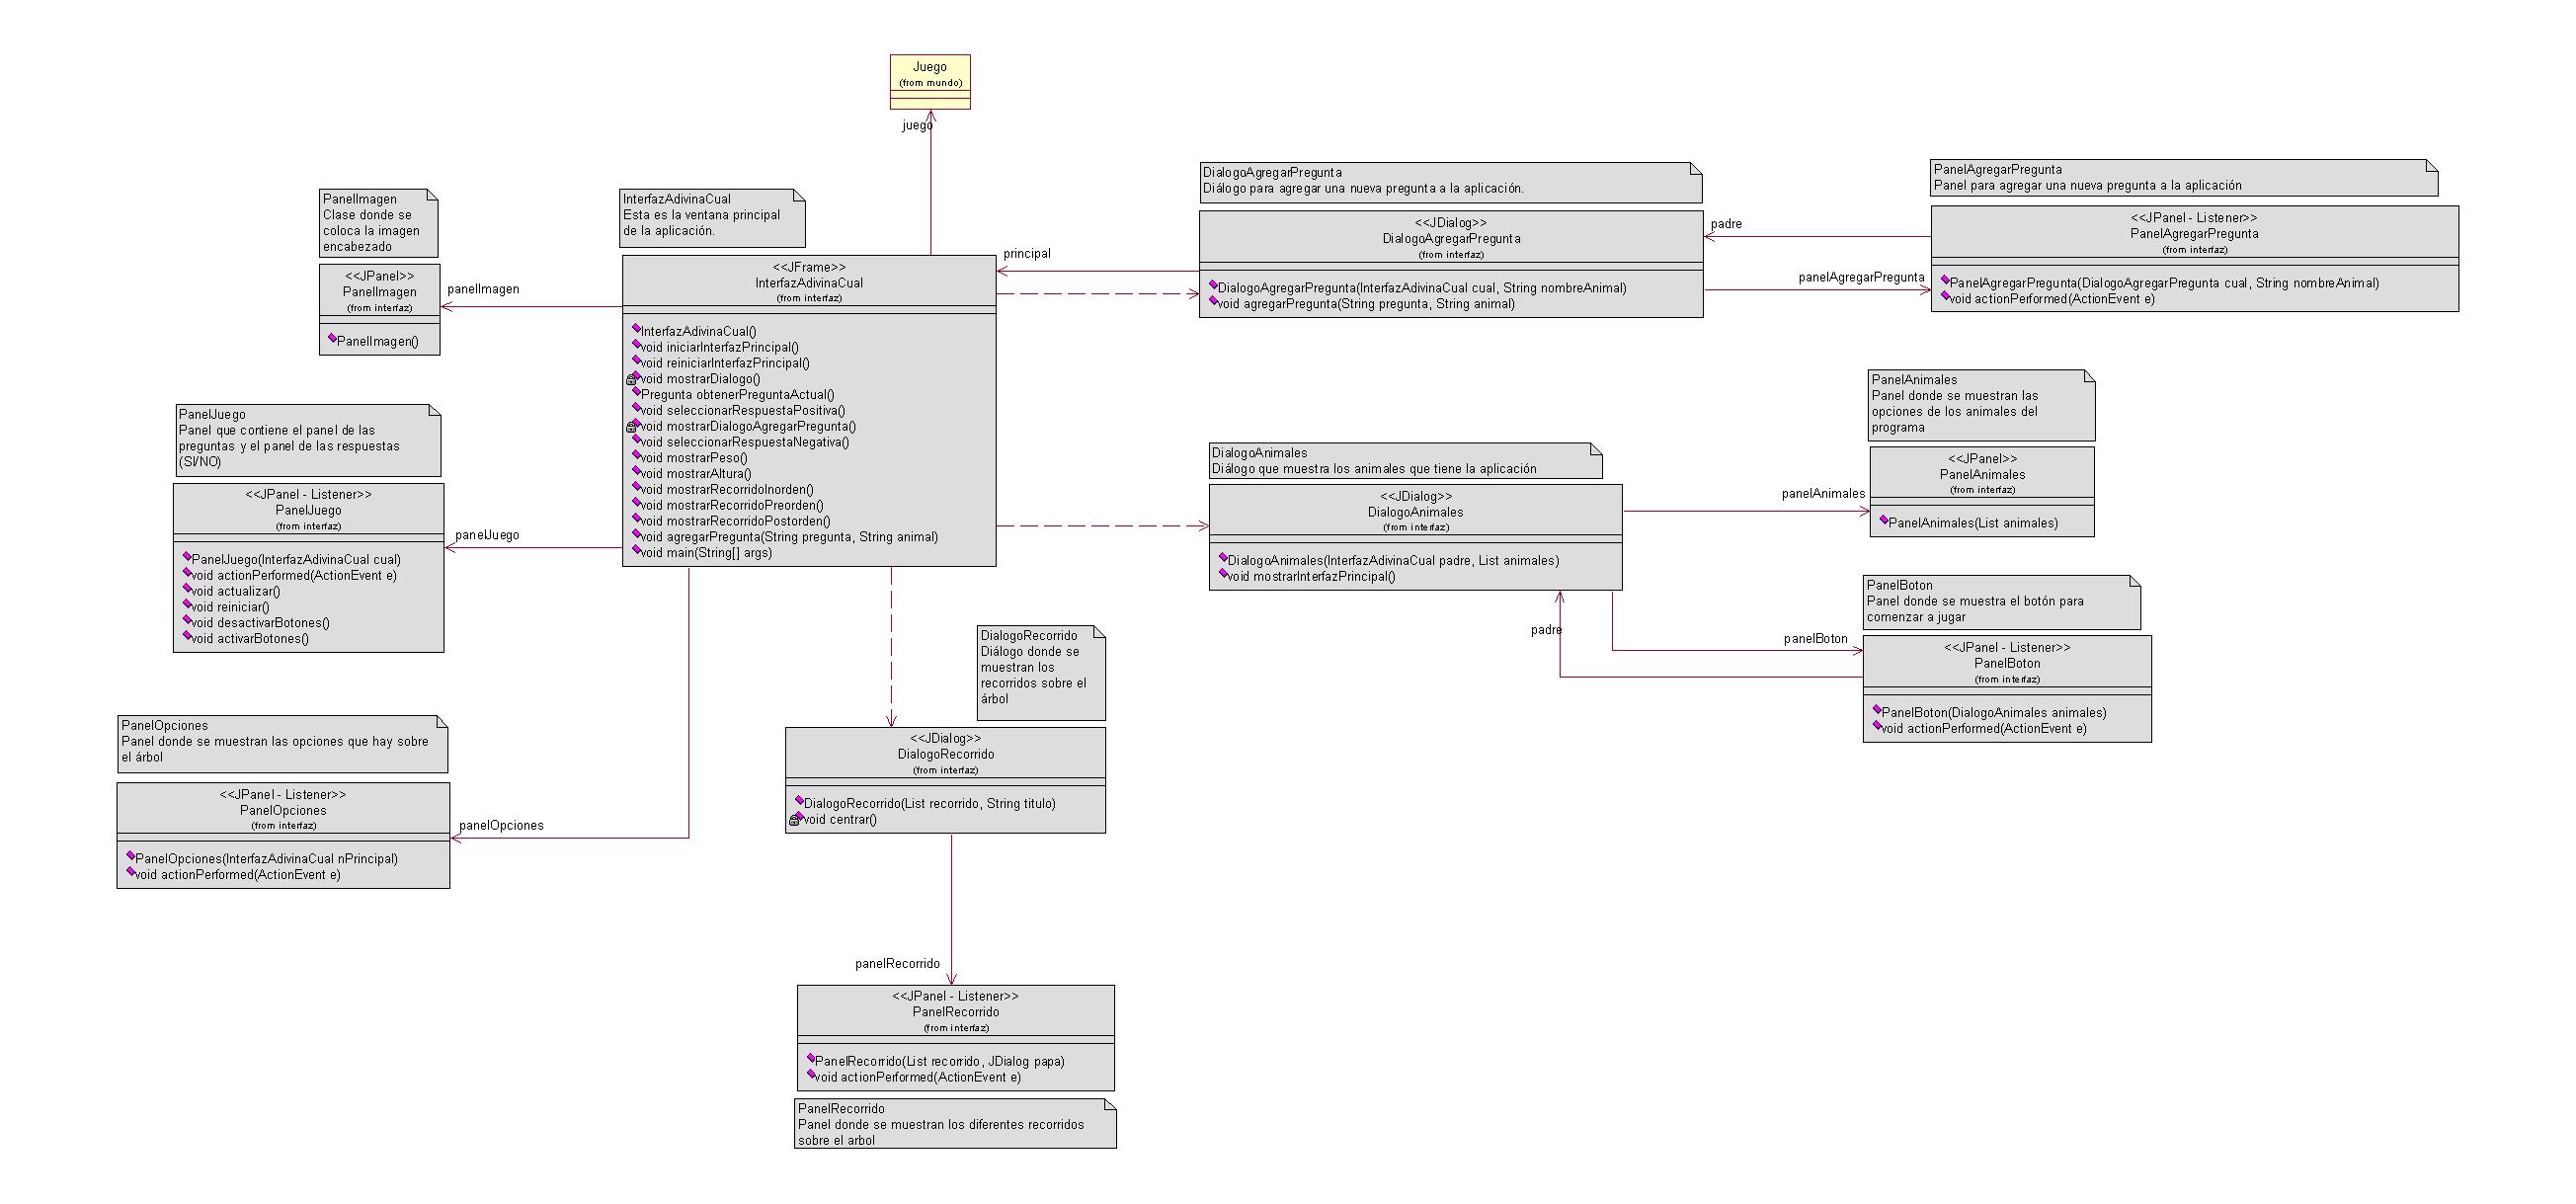 Juego
(from mundo)
juego
PanelImagen
Clase donde se
coloca la imagen
encabezado
<<JPanel>>
PanelImagen
(from interfaz)
PanelImagen()
panelImagen
InterfazAdivinaCual
Esta es la ventana principal
de la aplicación.
<<JFrame>>
InterfazAdivinaCual
(from interfaz)
InterfazAdivinaCual()
void iniciarInterfazPrincipal()
void reiniciarInterfazPrincipal()
void mostrarDialogo()
Pregunta obtenerPreguntaActual()
void seleccionarRespuestaPositiva()
void mostrarDialogoAgregarPregunta()
void seleccionarRespuestaNegativa()
void mostrarPeso()
void mostrarAltura()
void mostrarRecorridoInorden()
void mostrarRecorridoPreorden()
void mostrarRecorridoPostorden()
void agregarPregunta(String pregunta, String animal)
void main(String[] args)
principal
DialogoAgregarPregunta
Diálogo para agregar una nueva pregunta a la aplicación.
<<JDialog>>
DialogoAgregarPregunta
(from interfaz)
DialogoAgregarPregunta(InterfazAdivinaCual cual, String nombreAnimal)
void agregarPregunta(String pregunta, String animal)
padre
panelAgregarPregunta
PanelAgregarPregunta
Panel para agregar una nueva pregunta a la aplicación
<<JPanel - Listener>>
PanelAgregarPregunta
(from interfaz)
PanelAgregarPregunta(DialogoAgregarPregunta cual, String nombreAnimal)
void actionPerformed(ActionEvent e)
PanelJuego
Panel que contiene el panel de las
preguntas y el panel de las respuestas
(SI/NO)
<<JPanel - Listener>>
PanelJuego
(from interfaz)
PanelJuego(InterfazAdivinaCual cual)
void actionPerformed(ActionEvent e)
void actualizar()
void reiniciar()
void desactivarBotones()
void activarBotones()
panelJuego
DialogoAnimales
Diálogo que muestra los animales que tiene la aplicación
<<JDialog>>
DialogoAnimales
(from interfaz)
DialogoAnimales(InterfazAdivinaCual padre, List animales)
void mostrarInterfazPrincipal()
panelAnimales
PanelAnimales
Panel donde se muestran las
opciones de los animales del
programa
<<JPanel>>
PanelAnimales
(from interfaz)
PanelAnimales(List animales)
padre
panelBoton
PanelBoton
Panel donde se muestra el botón para
comenzar a jugar
<<JPanel - Listener>>
PanelBoton
(from interfaz)
PanelBoton(DialogoAnimales animales)
void actionPerformed(ActionEvent e)
PanelOpciones
Panel donde se muestran las opciones que hay sobre
el árbol
<<JPanel - Listener>>
PanelOpciones
(from interfaz)
PanelOpciones(InterfazAdivinaCual nPrincipal)
void actionPerformed(ActionEvent e)
panelOpciones
DialogoRecorrido
Diálogo donde se
muestran los
recorridos sobre el
árbol
<<JDialog>>
DialogoRecorrido
(from interfaz)
DialogoRecorrido(List recorrido, String titulo)
void centrar()
panelRecorrido
<<JPanel - Listener>>
PanelRecorrido
(from interfaz)
PanelRecorrido(List recorrido, JDialog papa)
void actionPerformed(ActionEvent e)
PanelRecorrido
Panel donde se muestran los diferentes recorridos
sobre el arbol